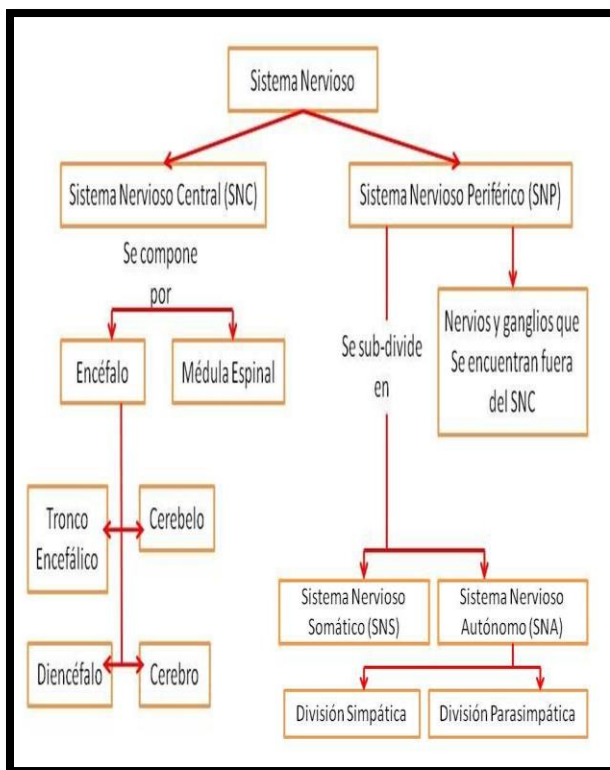 Sistema Nervioso
Sistema Nervioso Central (SNC)
Sistema Nervioso Periférico (SNP)
Se compone
por
Encéfalo
Médula Espinal
Tronco
Encefálico
Cerebelo
Diencéfalo
Cerebro
Se sub-divide
en
Nervios y ganglios que
Se encuentran fuera
del SNC
Sistema Nervioso
Somático (SNS)
Sistema Nervioso
Autónomo (SNA)
División Simpática
División Parasimpática